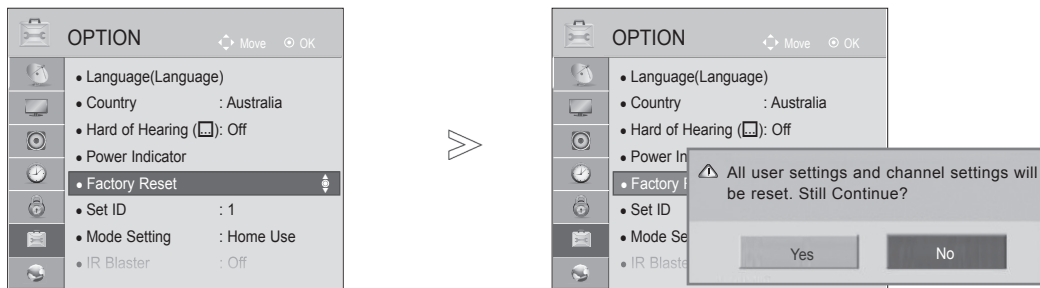 OPTION
Move OK
• Language(Language)
• Country : Australia
• Hard of Hearing (...): Off
• Power Indicator
• Factory Reset
• Set ID : 1
• Mode Setting : Home Use
• IR Blaster : Off
OPTION
Move OK
• Language(Language)
• Country : Australia
• Hard of Hearing (...): Off
• Power In
• Factory R
• Set ID
• Mode Se
• IR Blaste
All user settings and channel settings will
be reset. Still Continue?
Yes No